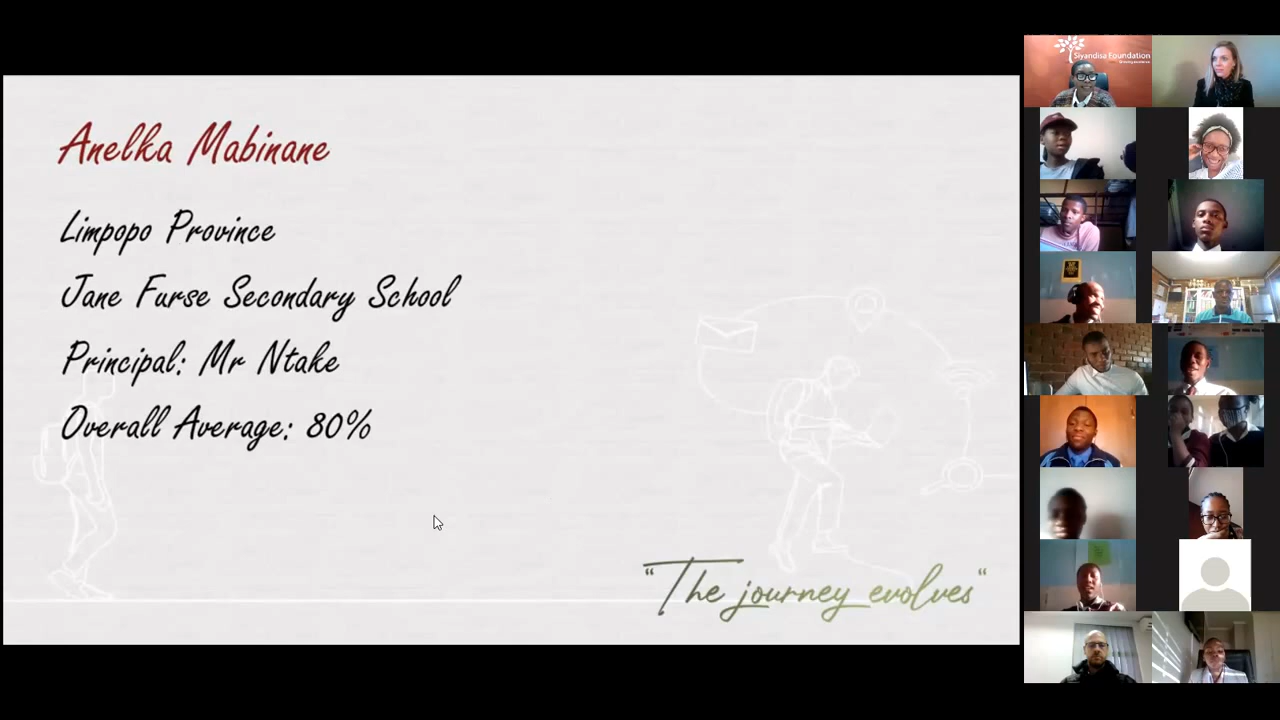 Anelka Mabinane
Limpopo Province
Jane Furse Secondary School
Principal: Mr Ntake
Overall Average: 80%
"The journey evolves"
Siyandisa Foundation